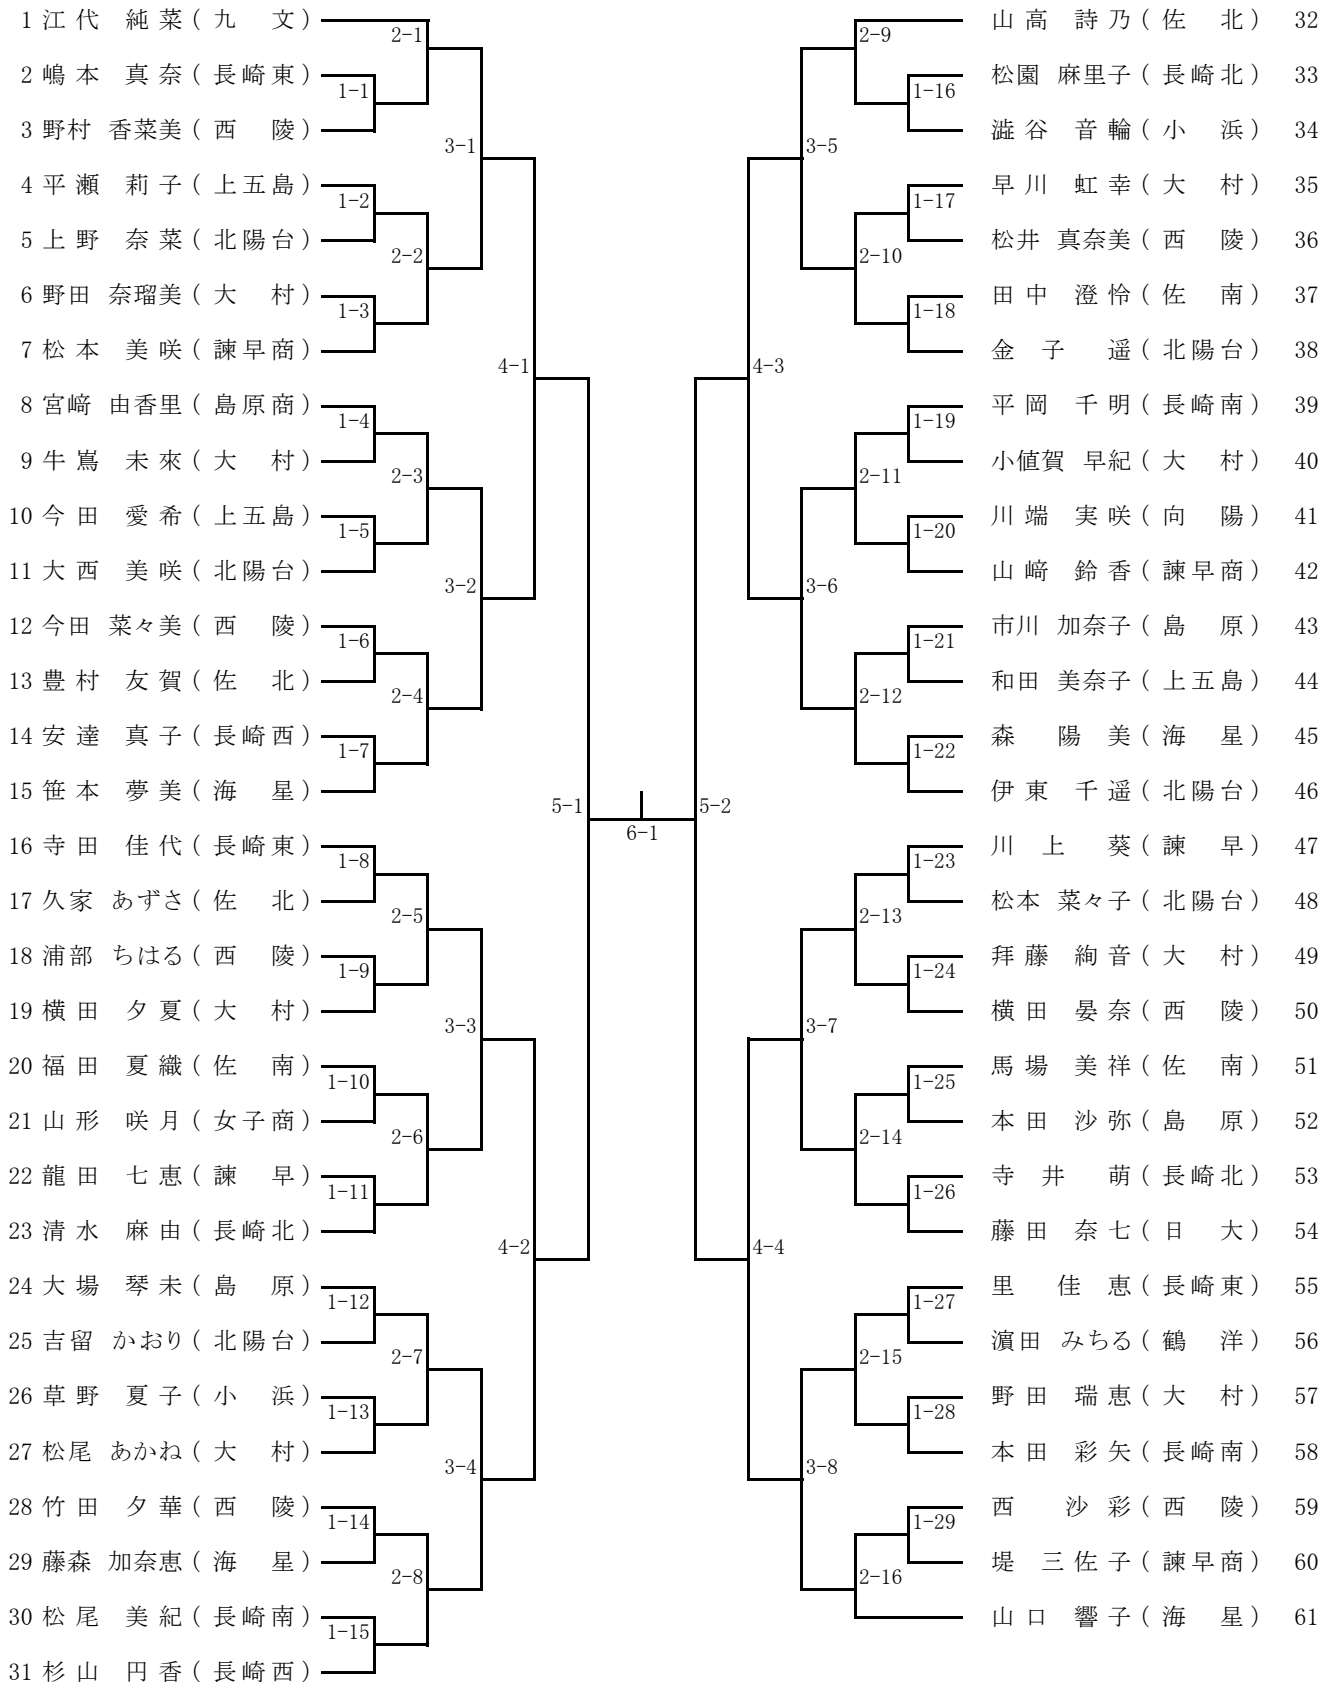 1 江代 純菜(九 文)
2 嶋本 真奈(長崎東)
3 野村 香菜美(西 陵)
4 平瀬 莉子(上五島)
5 上野 奈菜(北陽台)
6 野田 奈瑠美(大 村)
7 松本 美咲(諫早商)
8 宮﨑 由香里(島原商)
9 牛嶌 未來(大 村)
10 今田 愛希(上五島)
11 大西 美咲(北陽台)
12 今田 菜々美(西 陵)
13 豊村 友賀(佐 北)
14 安達 真子(長崎西)
15 笹本 夢美(海 星)
16 寺田 佳代(長崎東)
17 久家 あずさ(佐 北)
18 浦部 ちはる(西 陵)
19 横田 夕夏(大 村)
20 福田 夏織(佐 南)
21 山形 咲月(女子商)
22 龍田 七恵(諫 早)
23 清水 麻由(長崎北)
24 大場 琴未(島 原)
25 吉留 かおり(北陽台)
26 草野 夏子(小 浜)
27 松尾 あかね(大 村)
28 竹田 夕華(西 陵)
29 藤森 加奈恵(海 星)
30 松尾 美紀(長崎南)
31 杉山 円香(長崎西)
1-1
1-2
1-3
1-4
1-5
1-6
1-7
1-8
1-9
1-10
1-11
1-12
1-13
1-14
1-15
2-1
2-2
2-3
2-4
2-5
2-6
2-7
2-8
3-1
3-2
3-3
3-4
4-1
4-2
5-1
6-1
5-2
4-3
4-4
3-5
3-6
3-7
3-8
2-9
2-10
2-11
2-12
2-13
2-14
2-15
2-16
1-16
1-17
1-18
1-19
1-20
1-21
1-22
1-23
1-24
1-25
1-26
1-27
1-28
1-29
山高 詩乃(佐 北) 32
松園 麻里子(長崎北) 33
澁谷 音輪(小 浜) 34
早川 虹幸(大 村) 35
松井 真奈美(西 陵) 36
田中 澄怜(佐 南) 37
金子 遥(北陽台) 38
平岡 千明(長崎南) 39
小値賀 早紀(大 村) 40
川端 実咲(向 陽) 41
山﨑 鈴香(諫早商) 42
市川 加奈子(島 原) 43
和田 美奈子(上五島) 44
森 陽美(海 星) 45
伊東 千遥(北陽台) 46
川上 葵(諫 早) 47
松本 菜々子(北陽台) 48
拜藤 絢音(大 村) 49
横田 晏奈(西 陵) 50
馬場 美祥(佐 南) 51
本田 沙弥(島 原) 52
寺井 萌(長崎北) 53
藤田 奈七(日 大) 54
里 佳恵(長崎東) 55
濵田 みちる(鶴 洋) 56
野田 瑞恵(大 村) 57
本田 彩矢(長崎南) 58
西 沙彩(西 陵) 59
堤 三佐子(諫早商) 60
山口 響子(海 星) 61